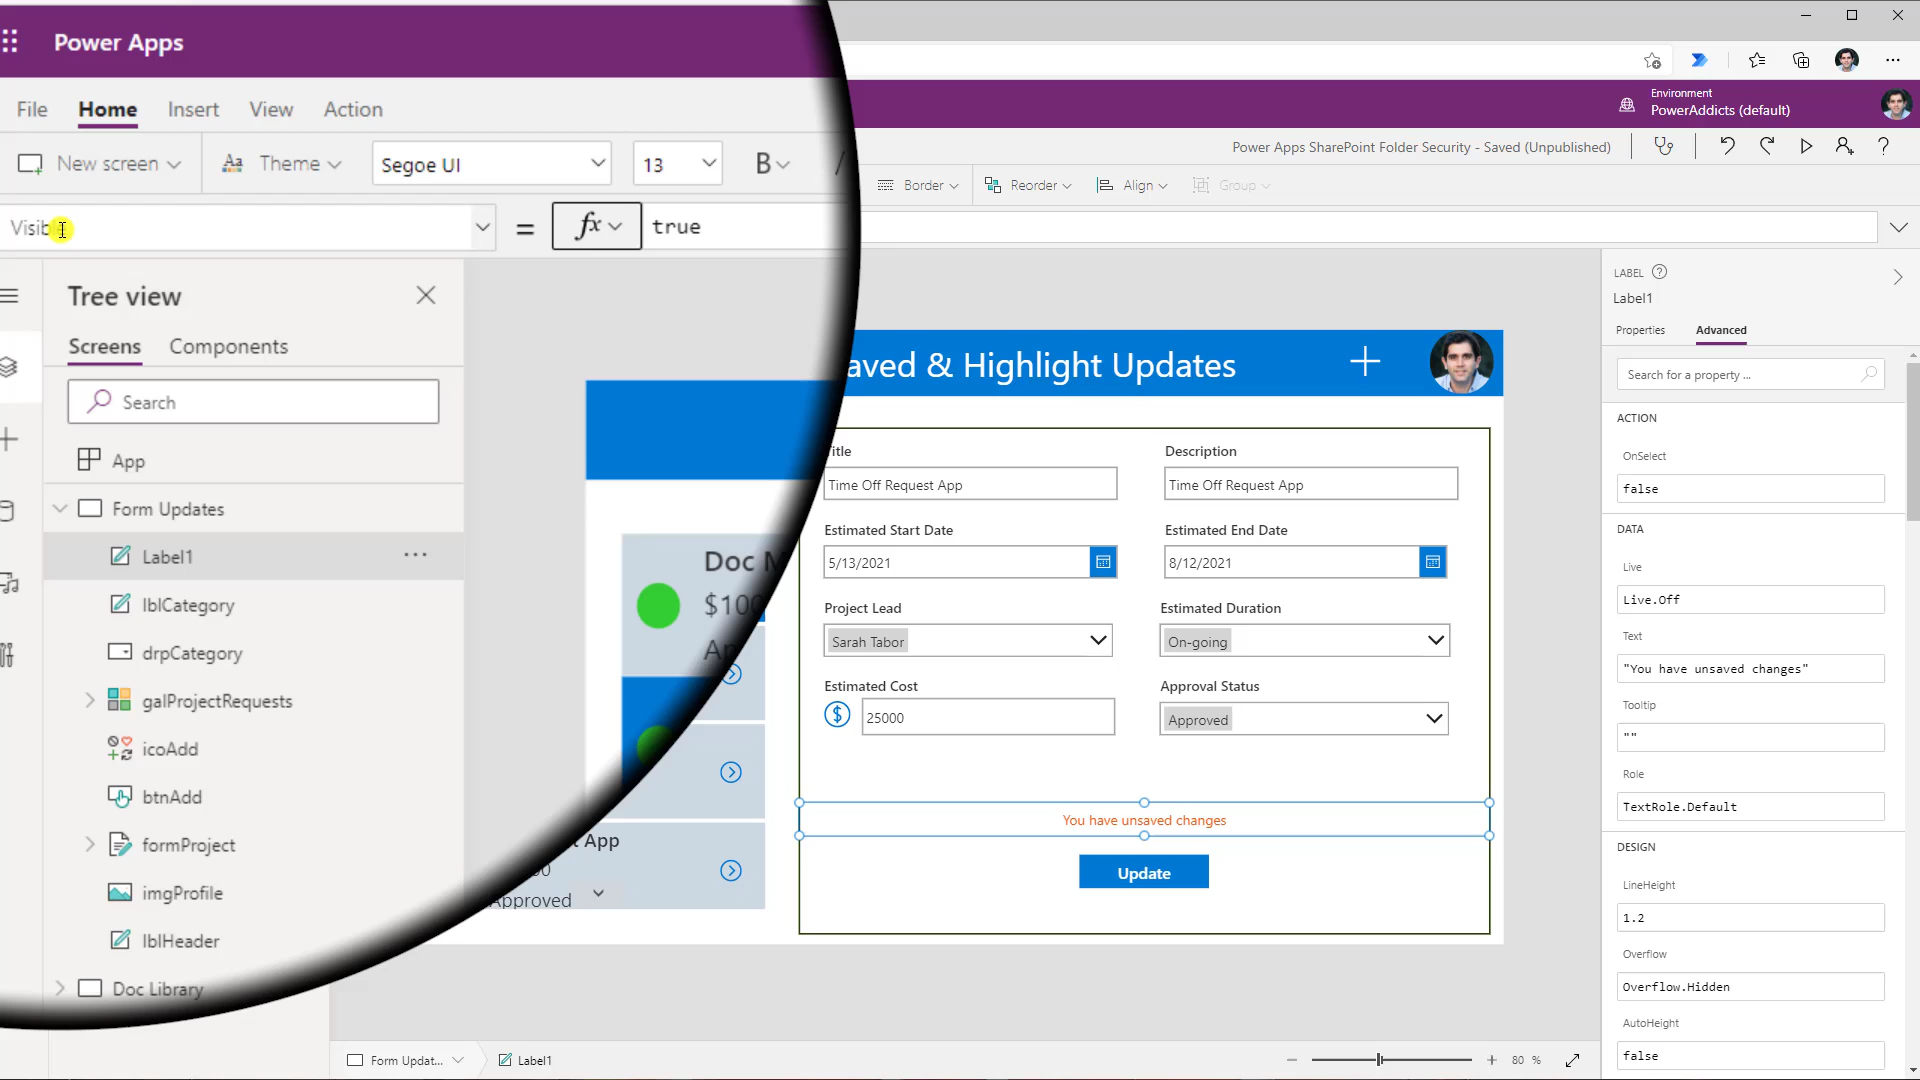 Power Apps
Environment
PowerAddicts (default)
File Home Insert View Action
Power Apps SharePoint Folder Security - Saved (Unpublished)
New screen Theme Segoe UI 13 B /
Border Reorder Align Group
Visib = fx true
Tree view
Screens Components
Search
App
Form Updates
Label1
lblCategory
drpCategory
galProjectRequests
icoAdd
btnAdd
formProject
imgProfile
lblHeader
Doc Library
Doc M
$100
Ap
t App
00
Approved
aved & Highlight Updates
Title Description
Time Off Request App Time Off Request App
Estimated Start Date Estimated End Date
5/13/2021 8/12/2021
Project Lead Estimated Duration
Sarah Tabor On-going
Estimated Cost Approval Status
$ 25000 Approved
You have unsaved changes
Update
LABEL ?
Label1
Properties Advanced
Search for a property ...
ACTION
OnSelect
false
DATA
Live
Live.Off
Text
"You have unsaved changes"
Tooltip
""
Role
TextRole.Default
DESIGN
LineHeight
1.2
Overflow
Overflow.Hidden
AutoHeight
false
Form Updat... Label1 80 %